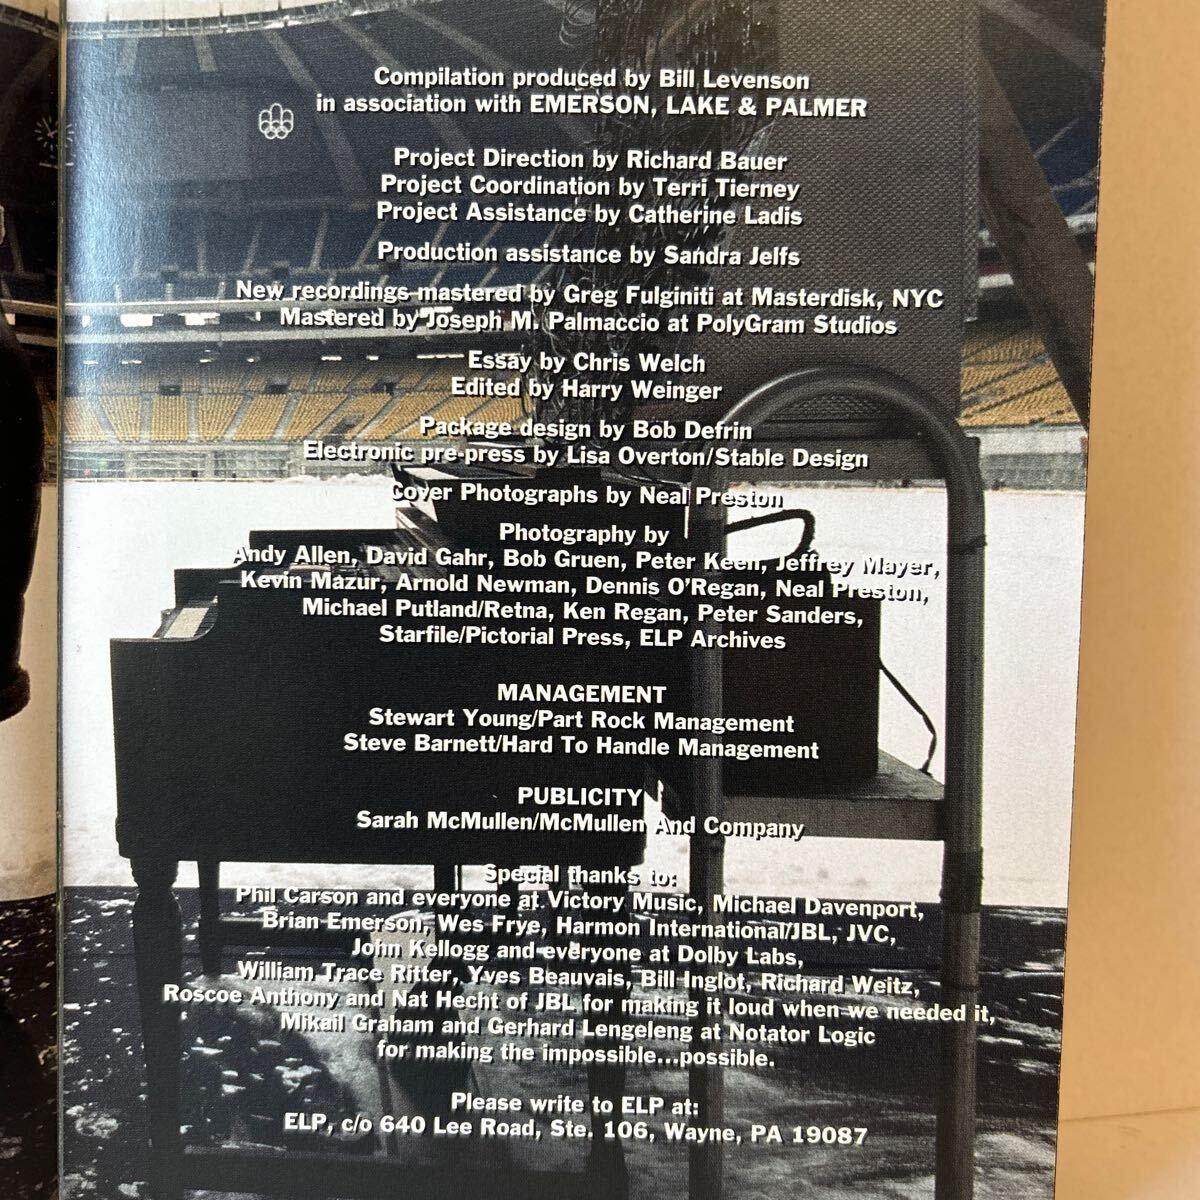 Compilation produced by Bill Levenson
in association with EMERSON, LAKE & PALMER
Project Direction by Richard Bauer
Project Coordination by Terri Tierney
Project Assistance by Catherine Ladis
Production assistance by Sandra Jelfs
New recordings mastered by Greg Fulginiti at Masterdisk, NYC
Mastered by Joseph M. Palmaccio at PolyGram Studios
Essay by Chris Welch
Edited by Harry Weinger
Package design by Bob Defrin
Electronic pre-press by Lisa Overton/Stable Design
Cover Photographs by Neal Preston
Photography by
Andy Allen, David Gahr, Bob Gruen, Peter Keen, Jeffrey Mayer,
Kevin Mazur, Arnold Newman, Dennis O'Regan, Neal Preston,
Michael Putland/Retna, Ken Regan, Peter Sanders,
Starfile/Pictorial Press, ELP Archives
MANAGEMENT
Stewart Young/Part Rock Management
Steve Barnett/Hard To Handle Management
PUBLICITY
Sarah McMullen/McMullen And Company
Special thanks to:
Phil Carson and everyone at Victory Music, Michael Davenport,
Brian Emerson, Wes Frye, Harmon International/JBL, JVC,
John Kellogg and everyone at Dolby Labs,
William Trace Ritter, Yves Beauvais, Bill Inglot, Richard Weitz,
Roscoe Anthony and Nat Hecht of JBL for making it loud when we needed it,
Mikail Graham and Gerhard Lengeleng at Notator Logic
for making the impossible...possible.
Please write to ELP at:
ELP, c/o 640 Lee Road, Ste. 106, Wayne, PA 19087